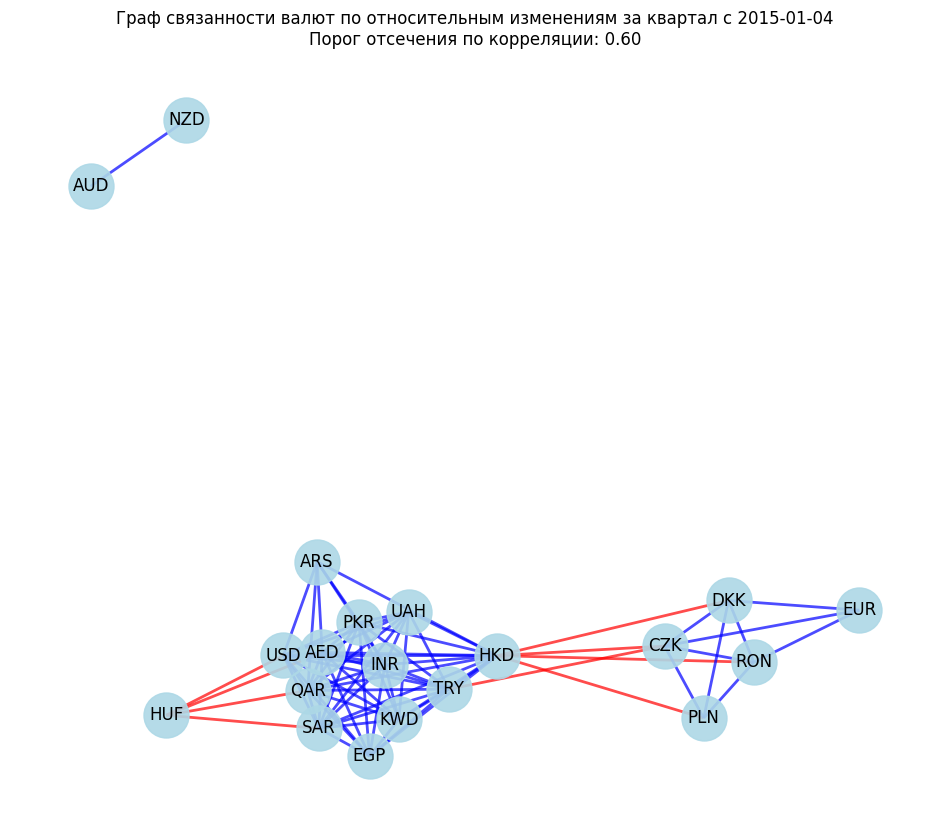 Граф связанности валют по относительным изменениям за квартал с 2015-01-04
Порог отсечения по корреляции: 0.60
NZD
AUD
ARS
PKR
UAH
USD
AED
INR
HKD
QAR
TRY
HUF
SAR
KWD
EGP
DKK
EUR
CZK
RON
PLN